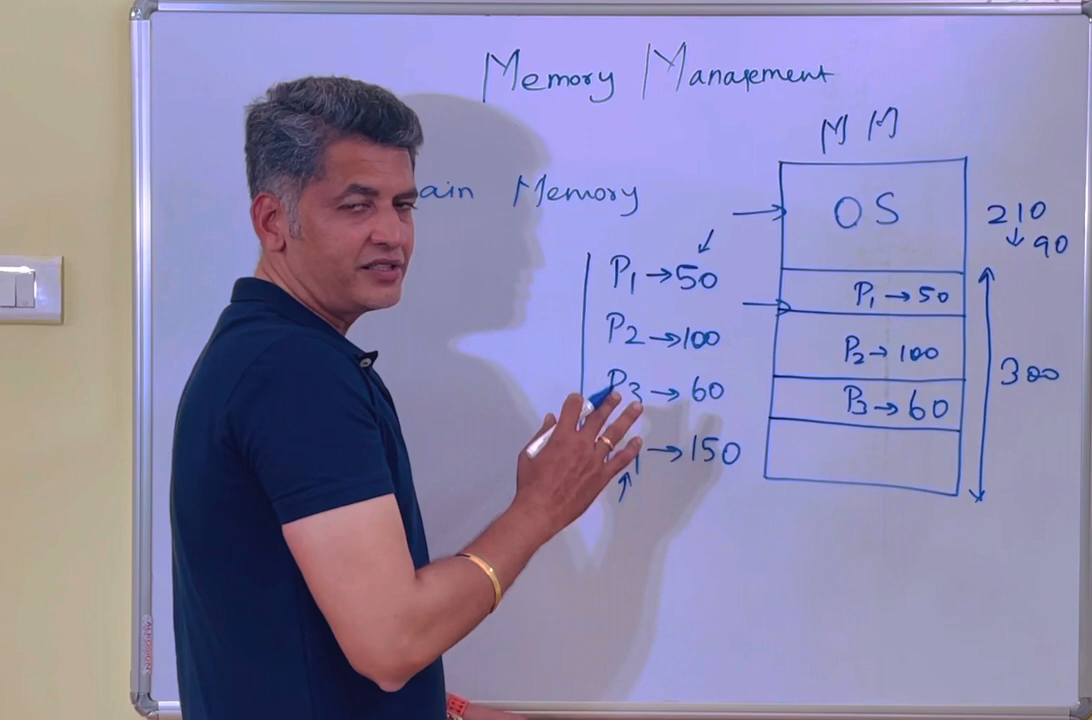 Memory Management
MM
ain Memory
OS
210
↓90
P1→50
P2→100
P3→60
→150
P1→50
P2→100
P3→60
300